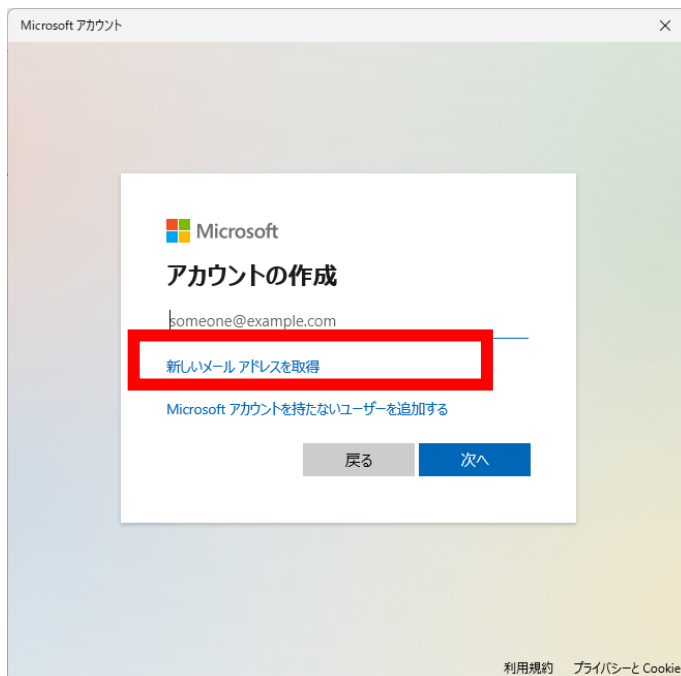 Microsoft アカウント
Microsoft
アカウントの作成
someone@example.com
新しいメール アドレスを取得
Microsoft アカウントを持たないユーザーを追加する
戻る 次へ
利用規約 プライバシーと Cookie